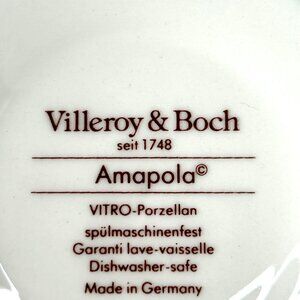 Villeroy & Boch
seit 1748
Amapola©
VITRO-Porzellan
spülmaschinenfest
Garanti lave-vaisselle
Dishwasher-safe
Made in Germany